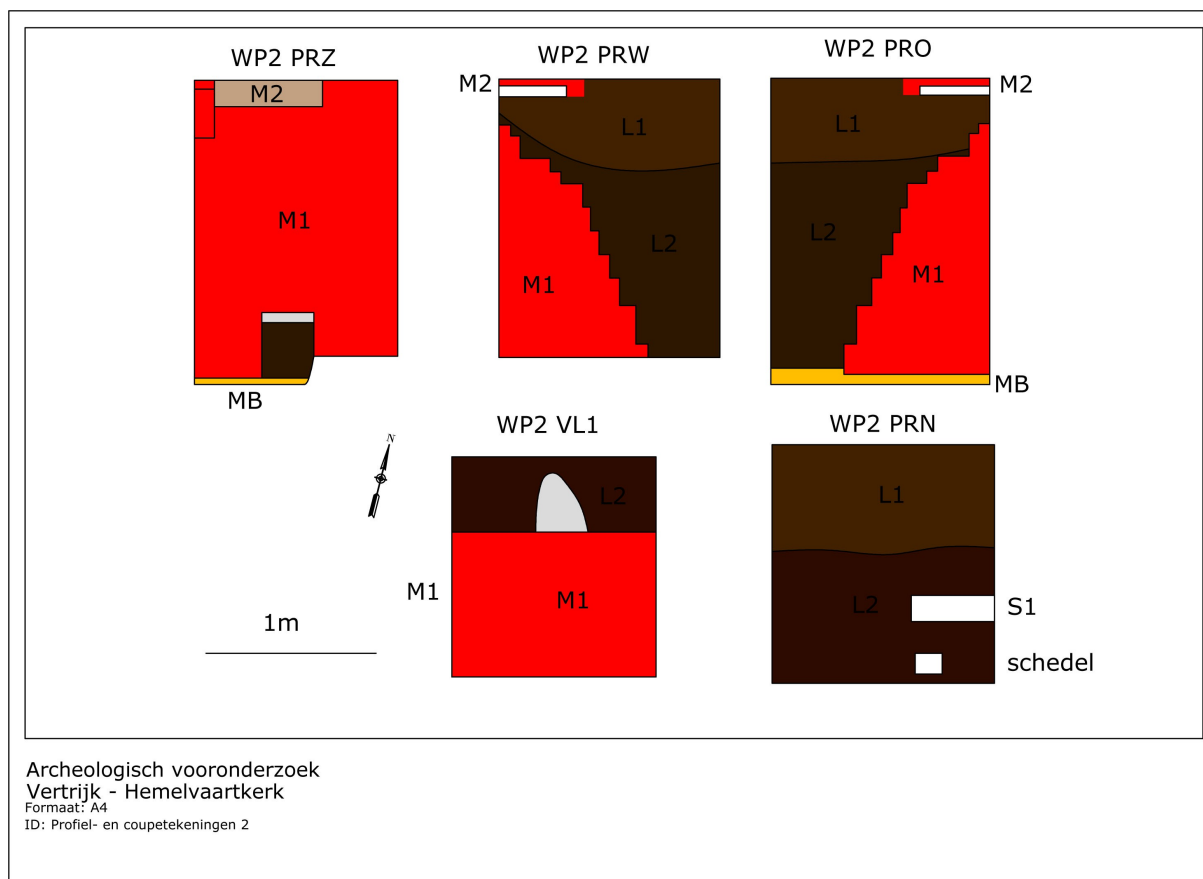 WP2 PRZ
M2
M1
MB
WP2 PRW
M2
L1
L2
M1
WP2 PRO
M2
L1
L2
M1
MB
N
1m
WP2 VL1
L2
M1
M1
WP2 PRN
L1
L2
S1
schedel
Archeologisch vooronderzoek
Vertrijk - Hemelvaartkerk
Formaat: A4
ID: Profiel- en coupetekeningen 2